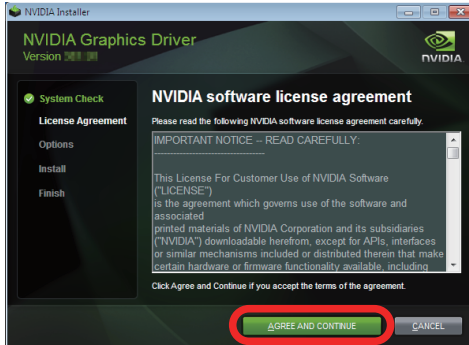 NVIDIA Installer
NVIDIA Graphics Driver
Version
NVIDIA.
System Check
License Agreement
Options
Install
Finish
NVIDIA software license agreement
Please read the following NVIDIA software license agreement carefully.
IMPORTANT NOTICE -- READ CAREFULLY:
--------------------------------------
This License For Customer Use of NVIDIA Software
("LICENSE")
is the agreement which governs use of the software and
associated
printed materials of NVIDIA Corporation and its subsidiaries
("NVIDIA") downloadable herefrom, except for APIs, interfaces
or similar mechanisms included or distributed therein that make
certain hardware or firmware functionality available, including
Click Agree and Continue if you accept the terms of the agreement.
AGREE AND CONTINUE
CANCEL